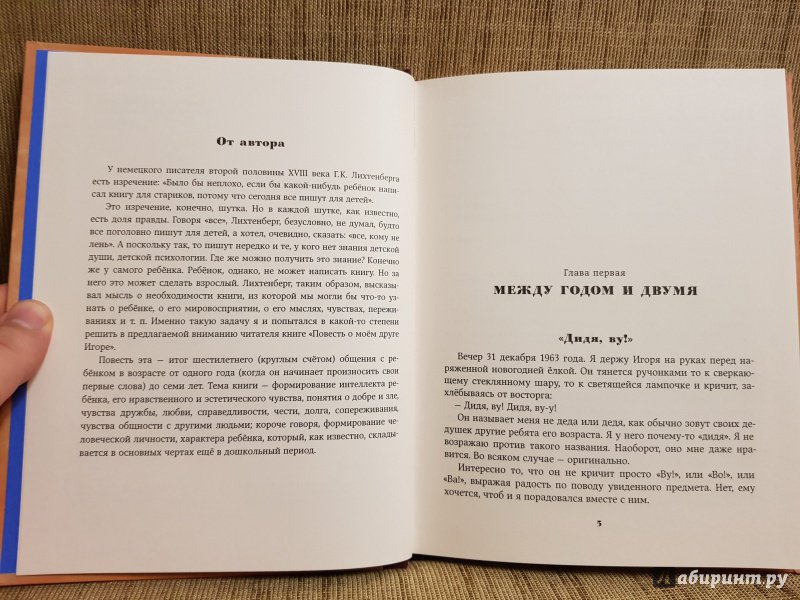 От автора
У немецкого писателя второй половины XVIII века Г.К. Лихтенберга
есть изречение: «Было бы неплохо, если бы какой-нибудь ребёнок напи-
сал книгу для стариков, потому что сегодня все пишут для детей».
Это изречение, конечно, шутка. Но в каждой шутке, как известно,
есть доля правды. Говоря «все», Лихтенберг, безусловно, не думал, будто
все поголовно пишут для детей, а хотел, очевидно, сказать: «все, кому не
лень». А поскольку так, то пишут нередко и те, у кого нет знания детской
души, детской психологии. Где же можно получить это знание? Конечно
же у самого ребёнка. Ребёнок, однако, не может написать книгу. Но за
него это может сделать взрослый. Лихтенберг, таким образом, высказы-
вал мысль о необходимости книги, из которой мы могли бы что-то уз-
нать о ребёнке, о его мировосприятии, о его мыслях, чувствах, пережи-
ваниях и т. п. Именно такую задачу я и попытался в какой-то степени
решить в предлагаемой вниманию читателя книге «Повесть о моём друге
Игоре».
Повесть эта – итог шестилетнего (круглым счётом) общения с ре-
бёнком в возрасте от одного года (когда он начинает произносить свои
первые слова) до семи лет. Тема книги – формирование интеллекта ре-
бёнка, его нравственного и эстетического чувства, понятия о добре и зле,
чувства дружбы, любви, справедливости, чести, долга, сопереживания,
чувства общности с другими людьми; короче говоря, формирование че-
ловеческой личности, характера ребёнка, который, как известно, склады-
вается в основных чертах ещё в дошкольный период.
Глава первая
МЕЖДУ ГОДОМ И ДВУМЯ
«Дидя, ву!»
Вечер 31 декабря 1963 года. Я держу Игоря на руках перед на-
ряженной новогодней ёлкой. Он тянется ручонками то к сверкаю-
щему стеклянному шару, то к светящейся лампочке и кричит, за-
хлёбываясь от восторга:
– Дидя, ву! Дидя, ву-у!
Он называет меня не деда или дедя, как обычно зовут своих де-
душек другие ребята его возраста. Я у него почему-то «дидя». Я не
возражаю против такого названия. Наоборот, оно мне даже нра-
вится. Во всяком случае – оригинально.
Интересно то, что он не кричит просто «Ву!», или «Во!», или
«Ва!», выражая радость по поводу увиденного предмета. Нет, ему
хочется, чтоб и я порадовался вместе с ним.
5
Лабиринт.ру